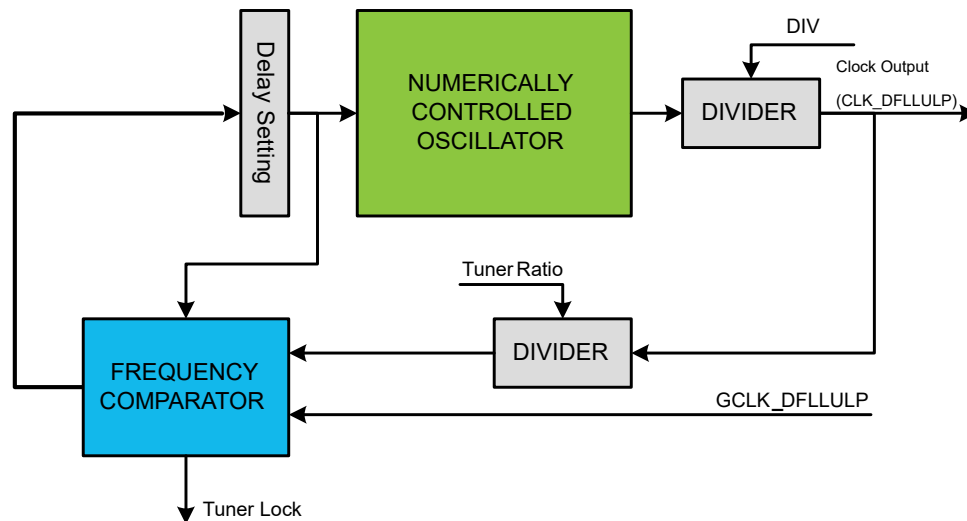 DIV
Clock Output
(CLK_DFLLULP)
Delay Setting
NUMERICALLY
CONTROLLED
OSCILLATOR
DIVIDER
Tuner Ratio
DIVIDER
FREQUENCY
COMPARATOR
GCLK_DFLLULP
Tuner Lock